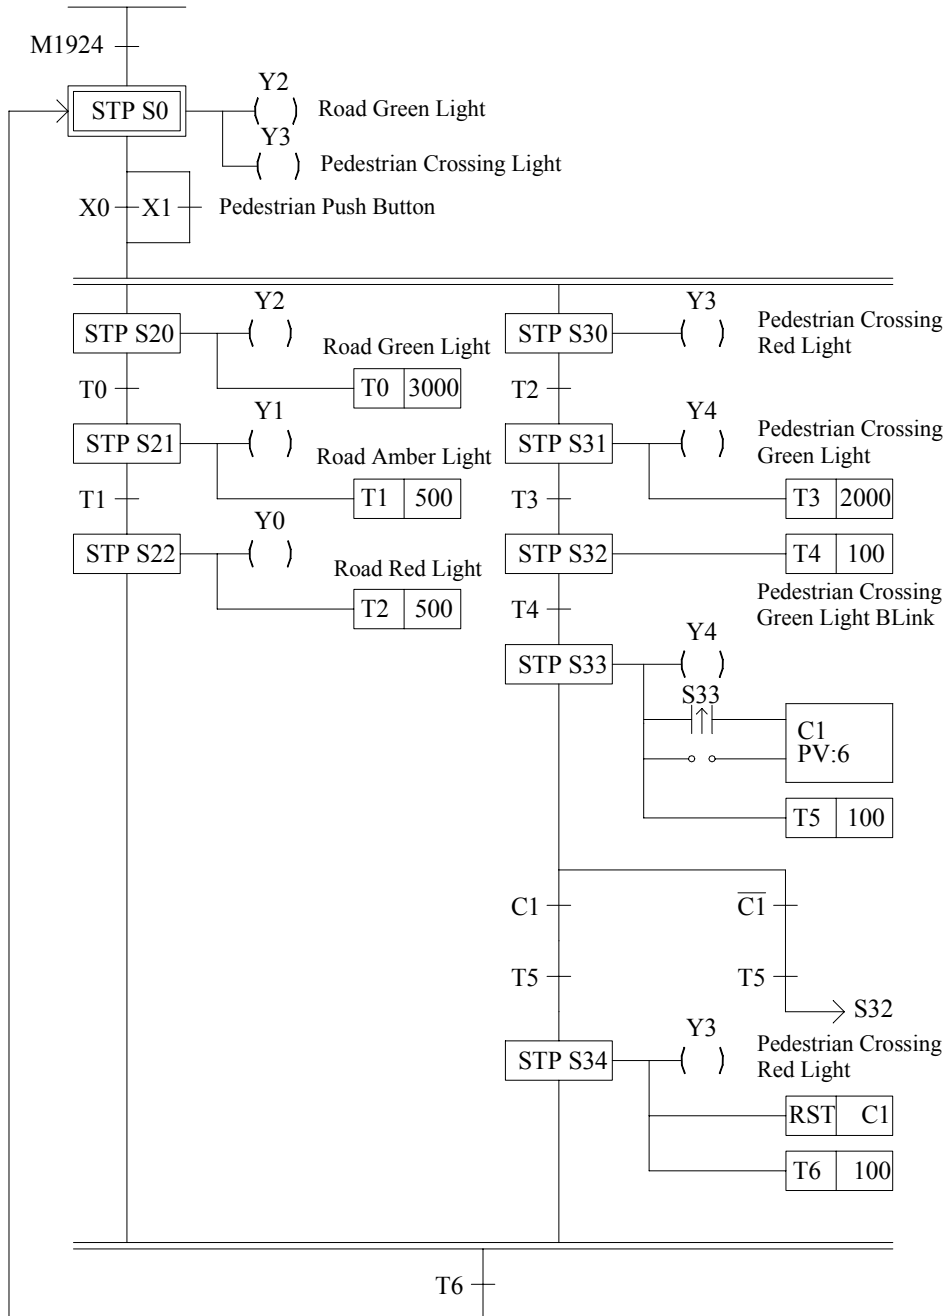 M1924
STP S0
Y2
Road Green Light
Y3
Pedestrian Crossing Light
X0
X1
Pedestrian Push Button
STP S20
Y2
Road Green Light
T0 3000
T0
STP S21
Y1
Road Amber Light
T1 500
T1
STP S22
Y0
Road Red Light
T2 500
STP S30
Y3
Pedestrian Crossing
Red Light
T2
STP S31
Y4
Pedestrian Crossing
Green Light
T3 2000
T3
STP S32
T4 100
Pedestrian Crossing
Green Light BLink
T4
STP S33
Y4
S33
C1
PV:6
T5 100
C1
C̅1̅
T5
T5
S32
STP S34
Y3
Pedestrian Crossing
Red Light
RST C1
T6 100
T6